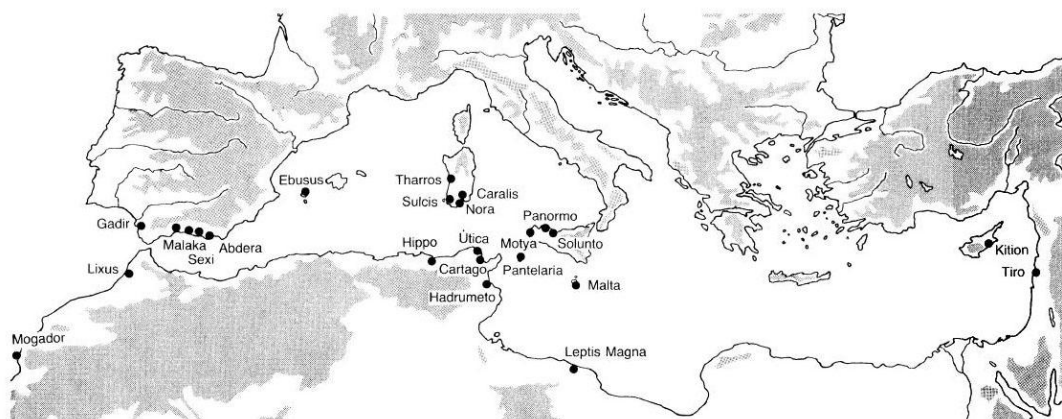 Ebusus
Tharros
Caralis
Sulcis
Nora
Gadir
Malaka
Sexi
Abdera
Panormo
Hippo
Útica
Motya
Solunto
Kition
Lixus
Cartago
Pantelaria
Tiro
Hadrumeto
Malta
Mogador
Leptis Magna